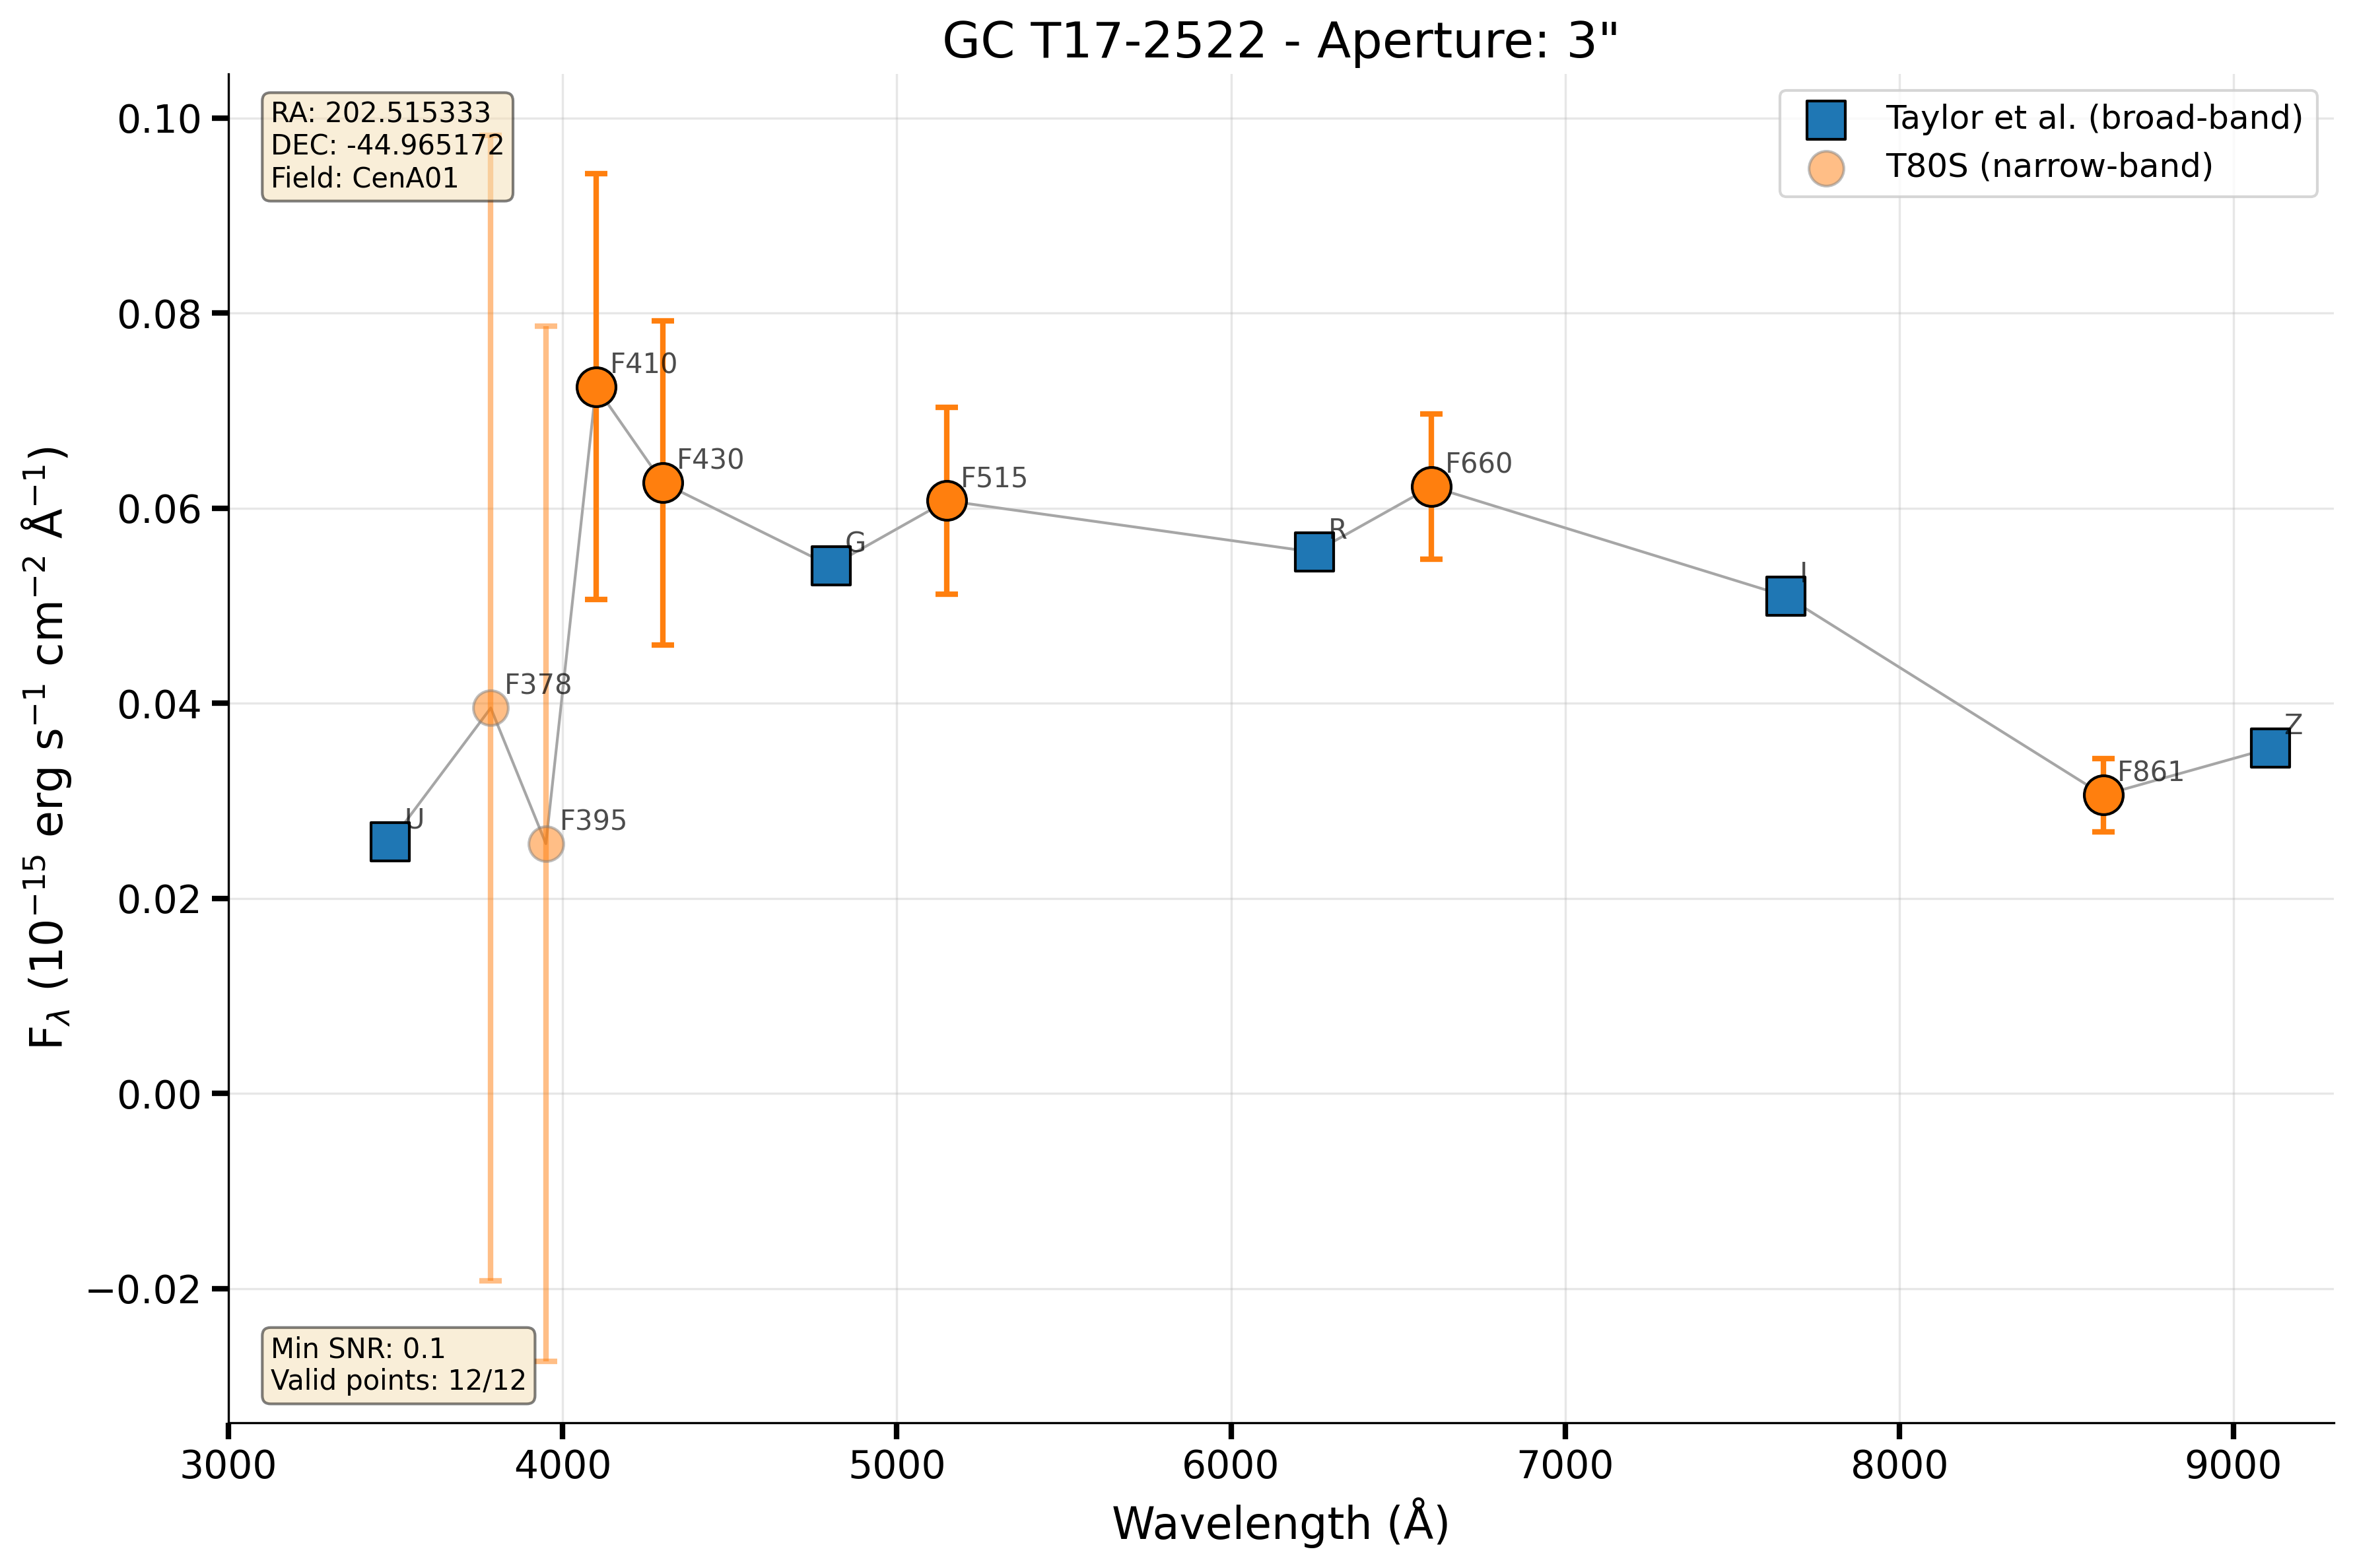 GC T17-2522 - Aperture: 3"
RA: 202.515333
DEC: -44.965172
Field: CenA01
Taylor et al. (broad-band)
T80S (narrow-band)
F_λ (10⁻¹⁵ erg s⁻¹ cm⁻² Å⁻¹)
0.10
0.08
0.06
0.04
0.02
0.00
−0.02
U
F378
F395
F410
F430
G
F515
R
F660
I
F861
Z
Min SNR: 0.1
Valid points: 12/12
3000
4000
5000
6000
7000
8000
9000
Wavelength (Å)